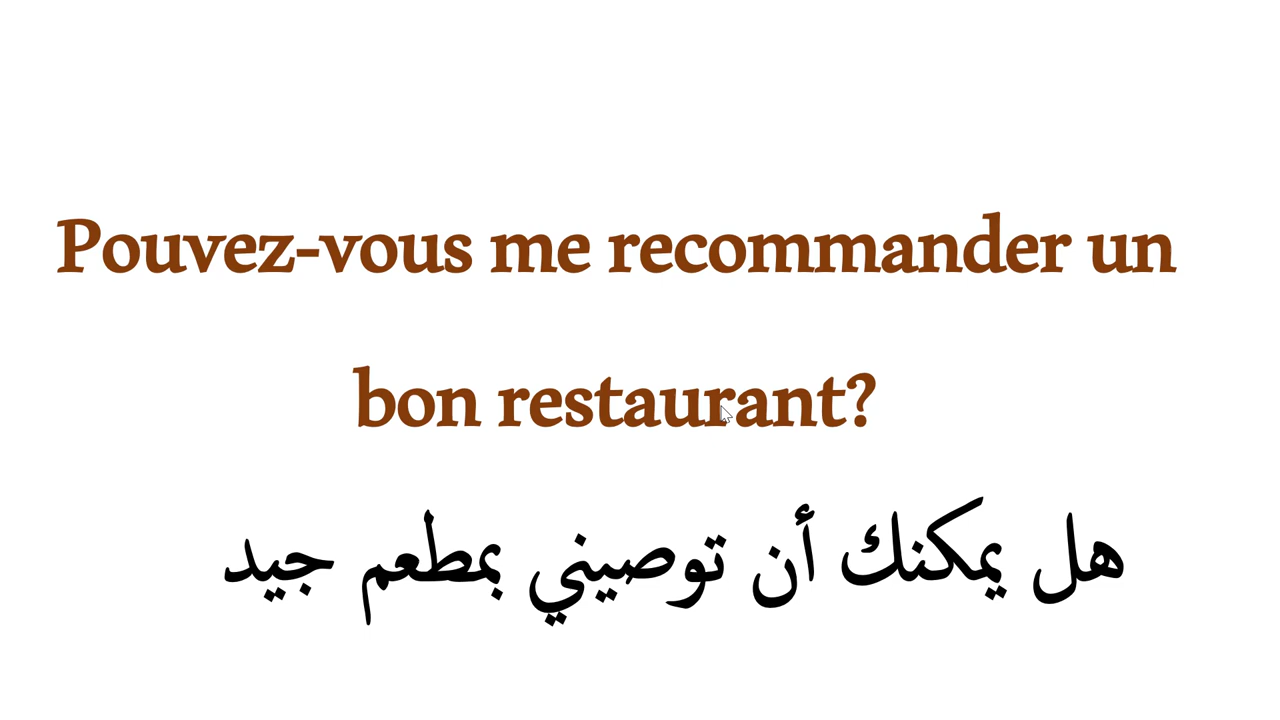 Pouvez-vous me recommander un
bon restaurant?
هل يمكنك أن توصيني بمطعم جيد